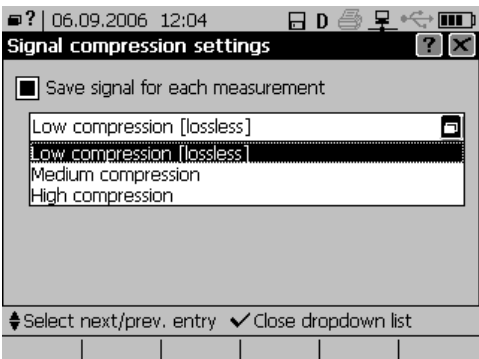 ? 06.09.2006 12:04 D
Signal compression settings ?
Save signal for each measurement
Low compression [lossless]
Low compression [lossless]
Medium compression
High compression
Select next/prev. entry Close dropdown list